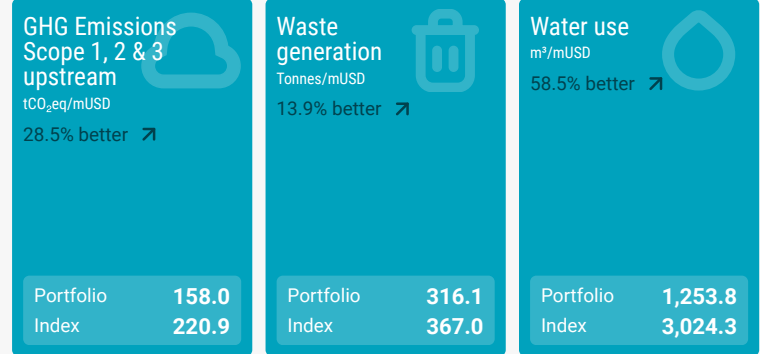 GHG Emissions
Scope 1, 2 & 3
upstream
tCO₂eq/mUSD
28.5% better
Portfolio 158.0
Index 220.9
Waste
generation
Tonnes/mUSD
13.9% better
Portfolio 316.1
Index 367.0
Water use
m³/mUSD
58.5% better
Portfolio 1,253.8
Index 3,024.3